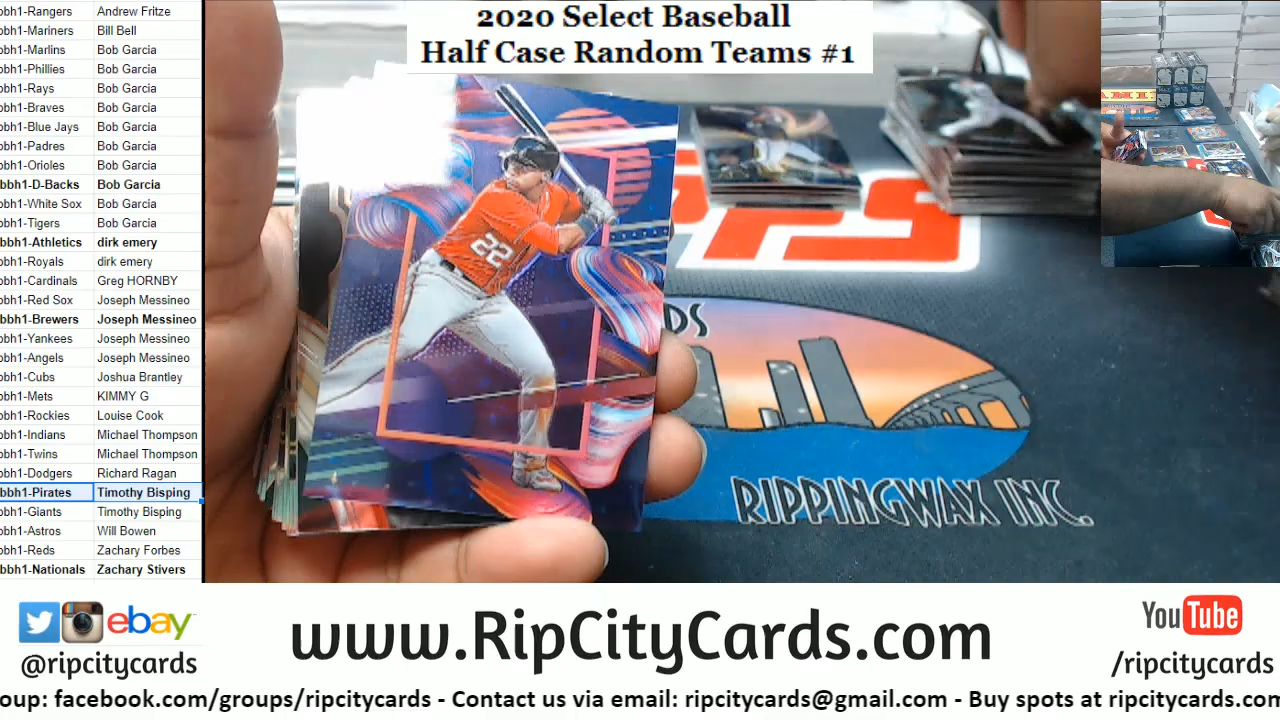 2020 Select Baseball
Half Case Random Teams #1
bbh1-Rangers Andrew Fritze
bbh1-Mariners Bill Bell
bbh1-Marlins Bob Garcia
bbh1-Phillies Bob Garcia
bbh1-Rays Bob Garcia
bbh1-Braves Bob Garcia
bbh1-Blue Jays Bob Garcia
bbh1-Padres Bob Garcia
bbh1-Orioles Bob Garcia
bbh1-D-Backs Bob Garcia
bbh1-White Sox Bob Garcia
bbh1-Tigers Bob Garcia
bbh1-Athletics dirk emery
bbh1-Royals dirk emery
bbh1-Cardinals Greg HORNBY
bbh1-Red Sox Joseph Messineo
bbh1-Brewers Joseph Messineo
bbh1-Yankees Joseph Messineo
bbh1-Angels Joseph Messineo
bbh1-Cubs Joshua Brantley
bbh1-Mets KIMMY G
bbh1-Rockies Louise Cook
bbh1-Indians Michael Thompson
bbh1-Twins Michael Thompson
bbh1-Dodgers Richard Ragan
bbh1-Pirates Timothy Bisping
bbh1-Giants Timothy Bisping
bbh1-Astros Will Bowen
bbh1-Reds Zachary Forbes
bbh1-Nationals Zachary Stivers
22
PPS
RDS
RIPPINGWAX INC.
ebay
@ripcitycards
www.RipCityCards.com
YouTube
/ripcitycards
oup: facebook.com/groups/ripcitycards - Contact us via email: ripcitycards@gmail.com - Buy spots at ripcitycards.com